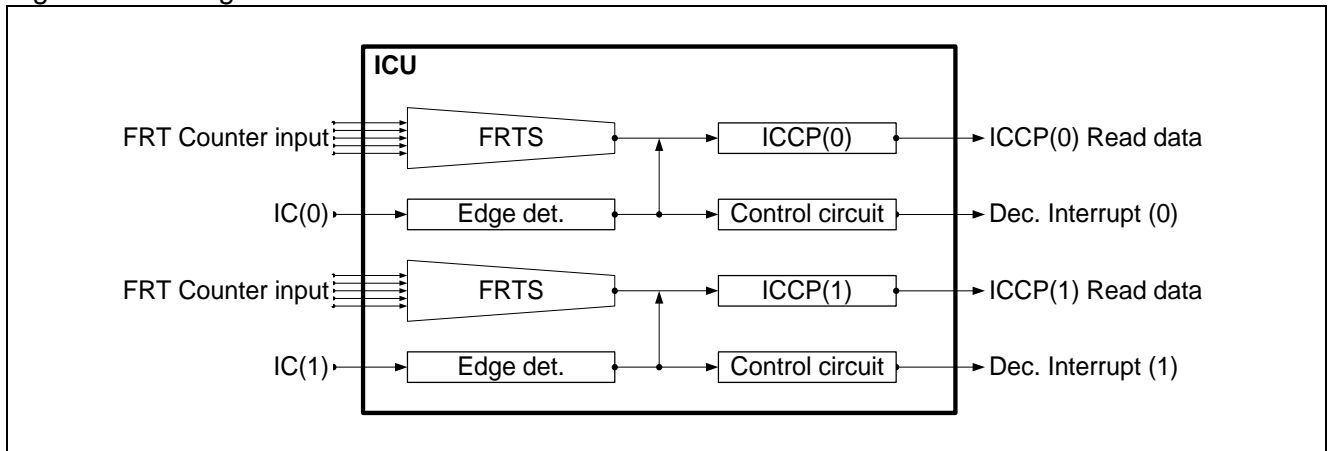 ICU
FRT Counter input FRTS ICCP(0) ICCP(0) Read data
IC(0) Edge det. Control circuit Dec. Interrupt (0)
FRT Counter input FRTS ICCP(1) ICCP(1) Read data
IC(1) Edge det. Control circuit Dec. Interrupt (1)